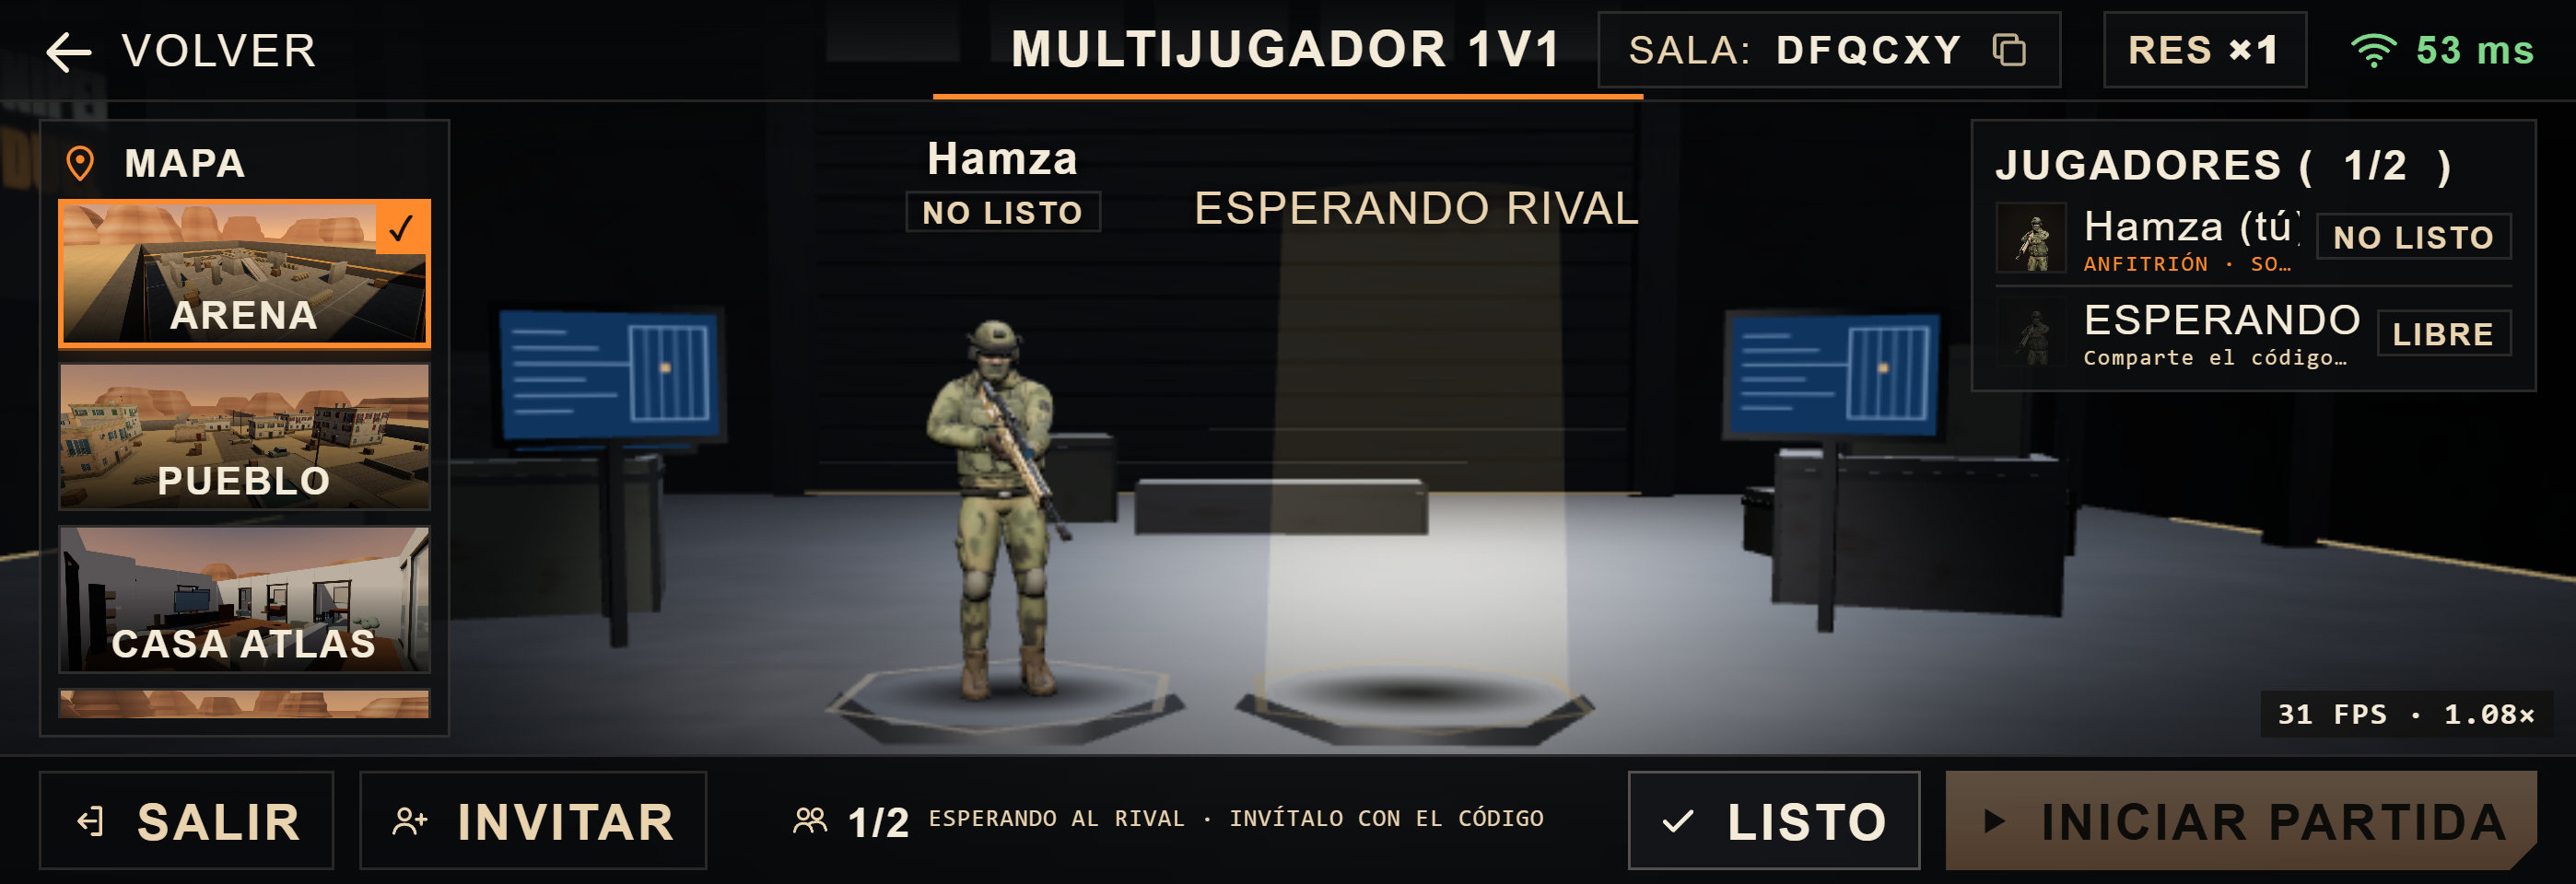 VOLVER
MULTIJUGADOR 1V1
SALA: DFQCXY
RES ×1
53 ms
MAPA
ARENA
PUEBLO
CASA ATLAS
Hamza
NO LISTO
ESPERANDO RIVAL
JUGADORES ( 1/2 )
Hamza (tú)
NO LISTO
ANFITRIÓN · SO…
ESPERANDO
LIBRE
Comparte el código…
31 FPS · 1.08×
SALIR
INVITAR
1/2 ESPERANDO AL RIVAL · INVÍTALO CON EL CÓDIGO
LISTO
INICIAR PARTIDA